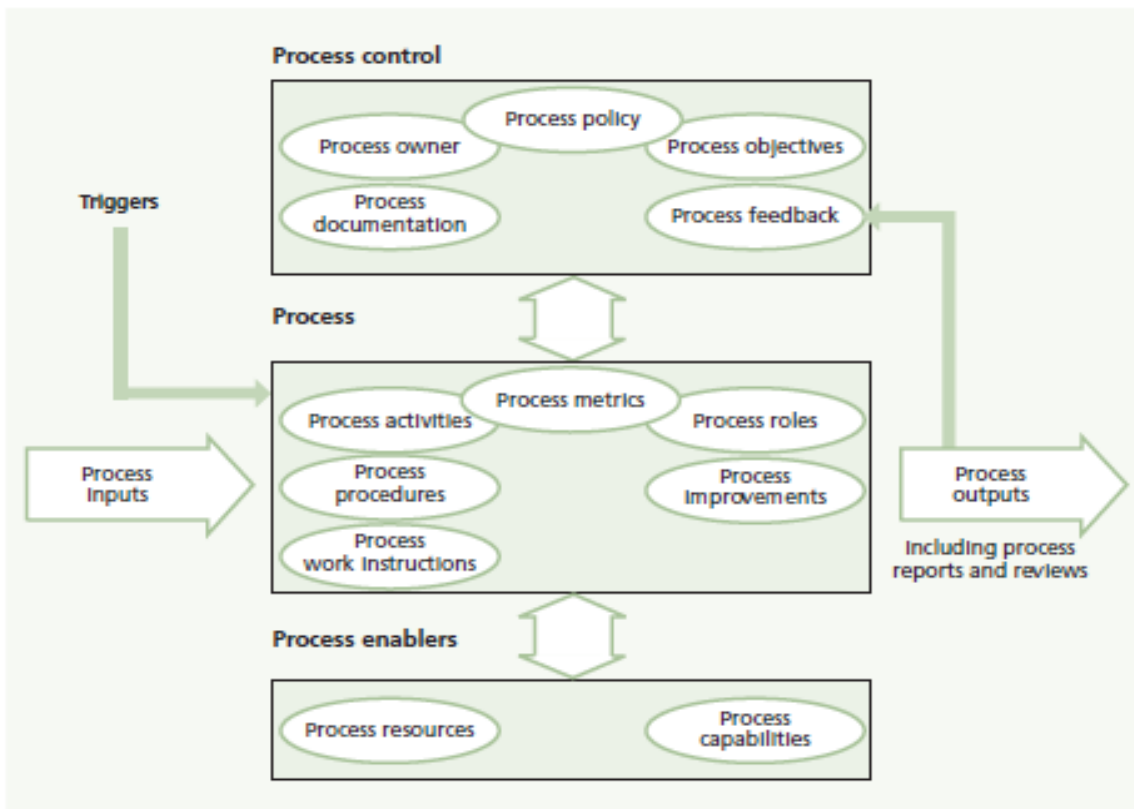 Process control
Process policy
Process owner
Process objectives
Process
documentation
Process feedback
Triggers
Process
Process metrics
Process activities
Process roles
Process
Inputs
Process
procedures
Process
Improvements
Process
outputs
Process
work Instructions
Including process
reports and reviews
Process enablers
Process resources
Process
capabilities